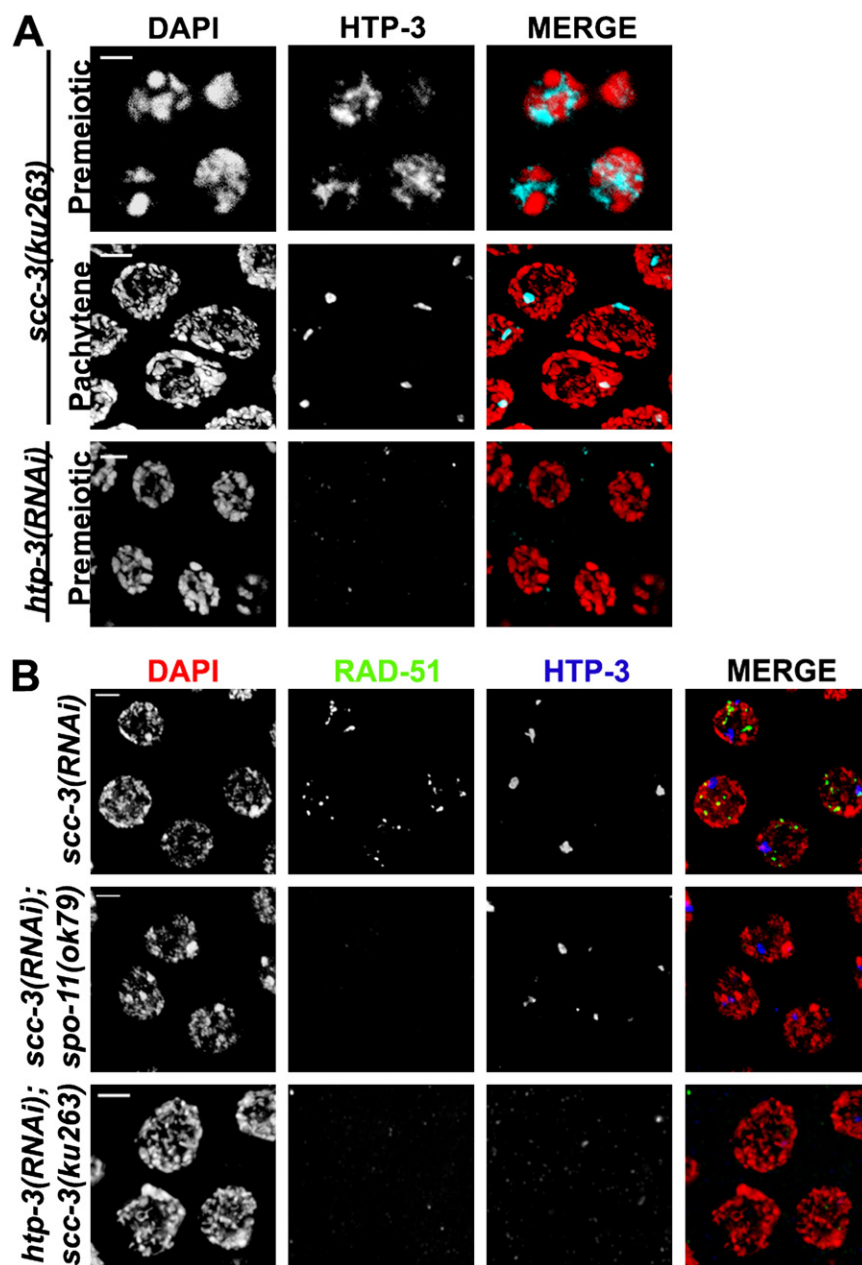 A
DAPI HTP-3 MERGE
scc-3(ku263)
Premeiotic
Pachytene
htp-3(RNAi)
Premeiotic
B
DAPI RAD-51 HTP-3 MERGE
scc-3(RNAi)
scc-3(RNAi);
spo-11(ok79)
htp-3(RNAi);
scc-3(ku263)